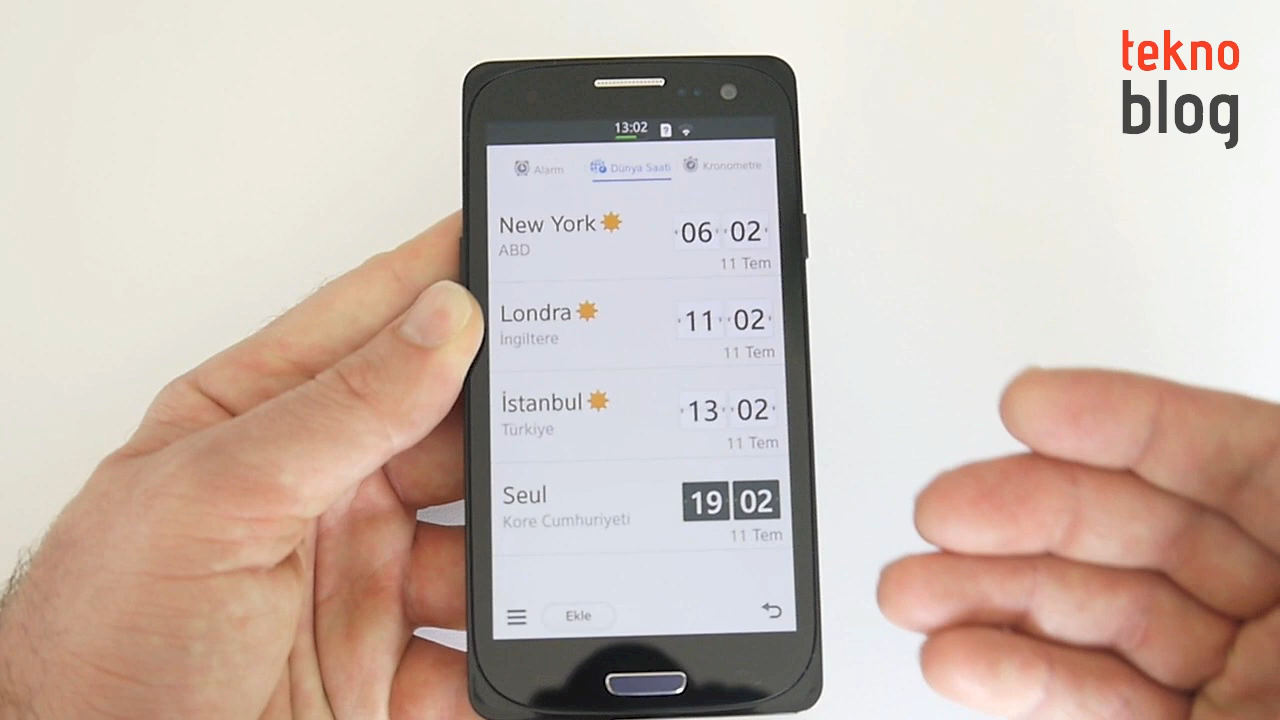 tekno
blog
13:02
Alarm Dünya Saati Kronometre
New York 06 02
ABD
11 Tem
Londra 11 02
İngiltere
11 Tem
İstanbul 13 02
Türkiye
11 Tem
Seul 19 02
Kore Cumhuriyeti
11 Tem
Ekle